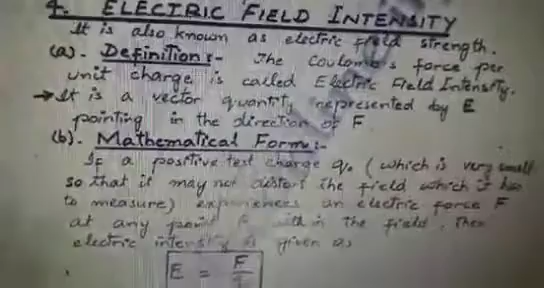 4. ELECTRIC FIELD INTENSITY
It is also known as electric field strength.
(a). Definition:- The Coulomb's force per
unit charge is called Electric Field Intensity.
→ It is a vector quantity represented by E
pointing in the direction of F
(b). Mathematical Form:-
If a positive test charge q₀ (which is very small
so that it may not distort the field which it has
to measure) experiences an electric force F
at any point within the field, then
electric intensity is given as
E = F